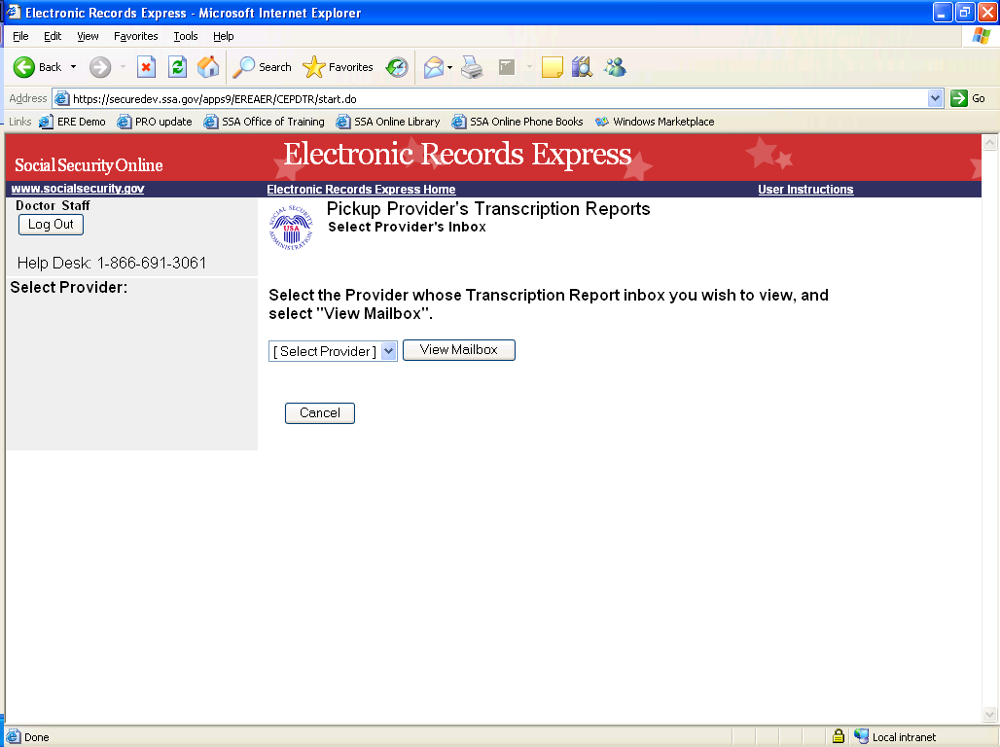 Electronic Records Express - Microsoft Internet Explorer
File Edit View Favorites Tools Help
Back Search Favorites
Address https://securedev.ssa.gov/apps9/EREAER/CEPDTR/start.do Go
Links ERE Demo PRO update SSA Office of Training SSA Online Library SSA Online Phone Books Windows Marketplace
Social Security Online Electronic Records Express
www.socialsecurity.gov Electronic Records Express Home User Instructions
Doctor Staff
Log Out
Help Desk: 1-866-691-3061
Select Provider:
SOCIAL SECURITY
USA
ADMINISTRATION
Pickup Provider's Transcription Reports
Select Provider's Inbox
Select the Provider whose Transcription Report inbox you wish to view, and
select "View Mailbox".
[ Select Provider ] View Mailbox
Cancel
Done Local intranet